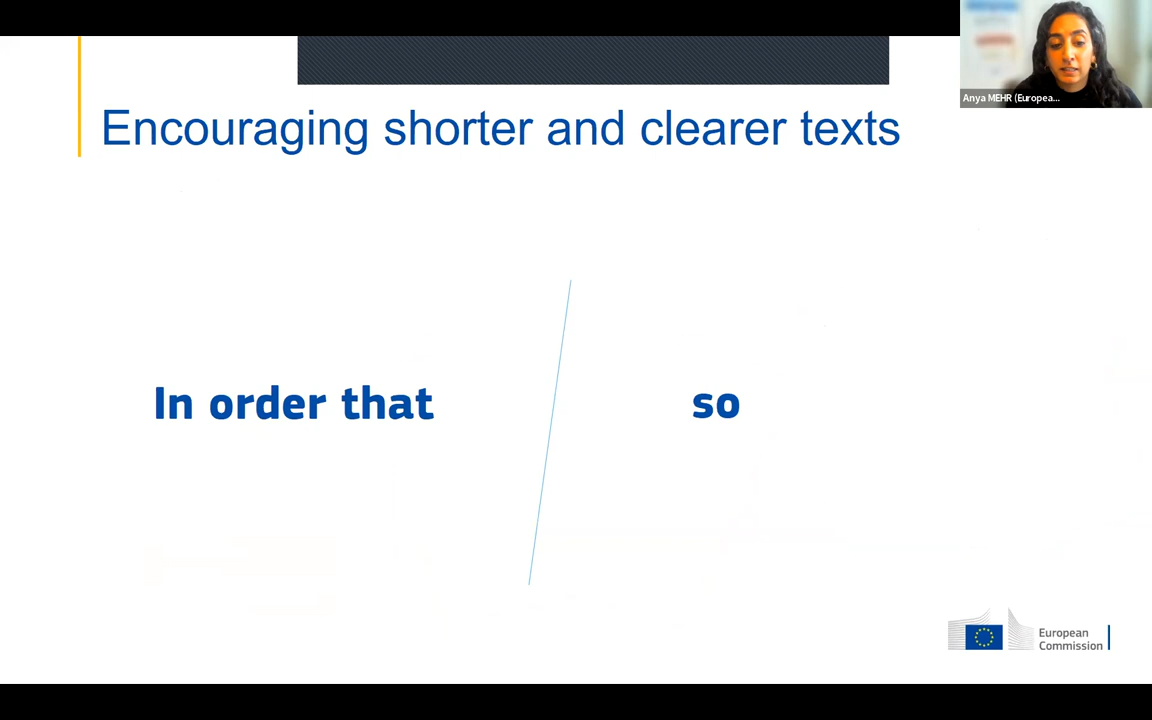 Anya MEHR (Europea...
Encouraging shorter and clearer texts
In order that
so
European
Commission